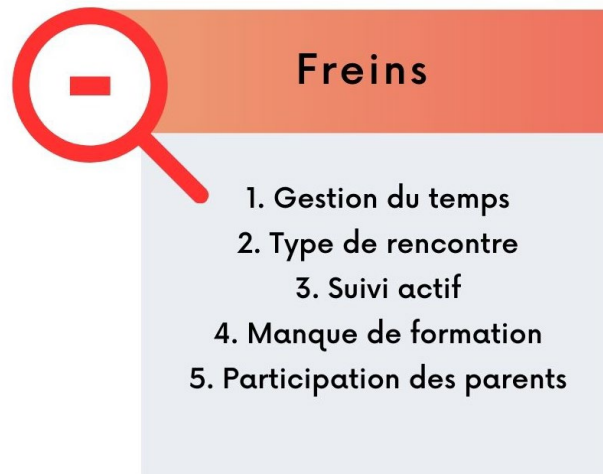 Freins
1. Gestion du temps
2. Type de rencontre
3. Suivi actif
4. Manque de formation
5. Participation des parents